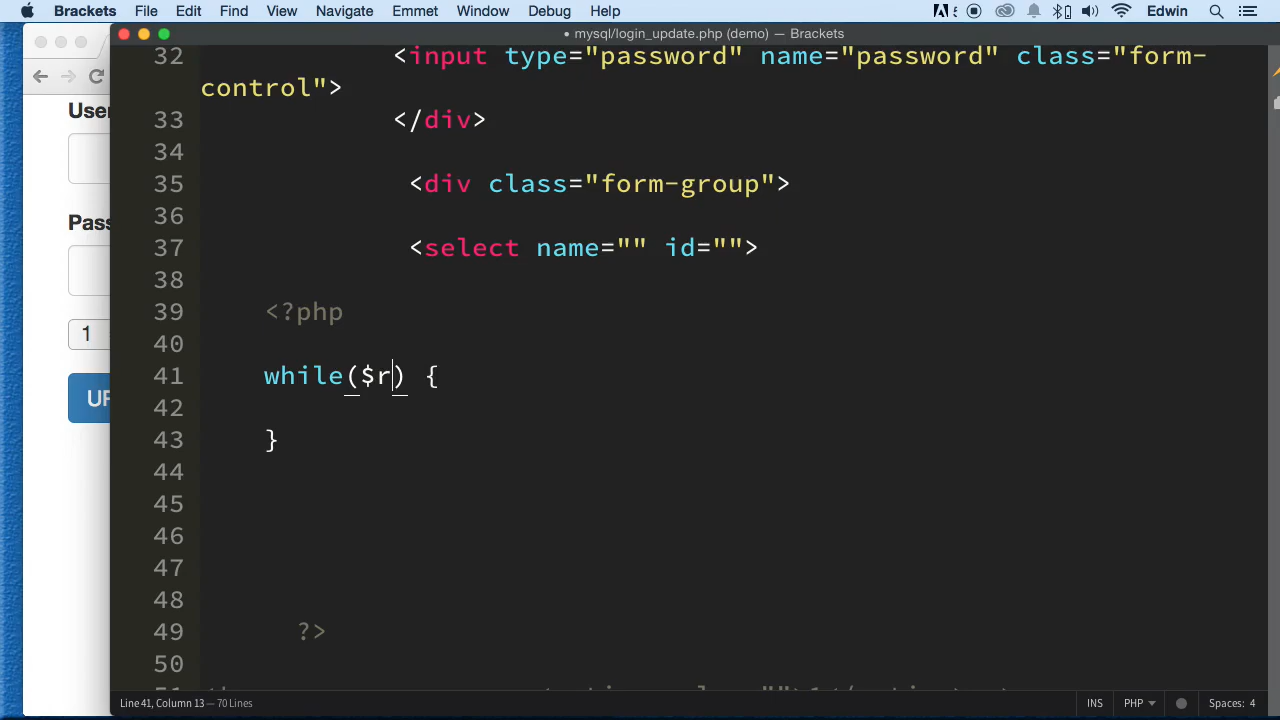 Brackets File Edit Find View Navigate Emmet Window Debug Help Edwin
• mysql/login_update.php (demo) — Brackets
32 <input type="password" name="password" class="form-
control">
33 </div>
34
35 <div class="form-group">
36
37 <select name="" id="">
38
39 <?php
40
41 while($r) {
42
43 }
44
45
46
47
48
49 ?>
50
User
Pass
1
UP
Line 41, Column 13 — 70 Lines
INS PHP Spaces: 4